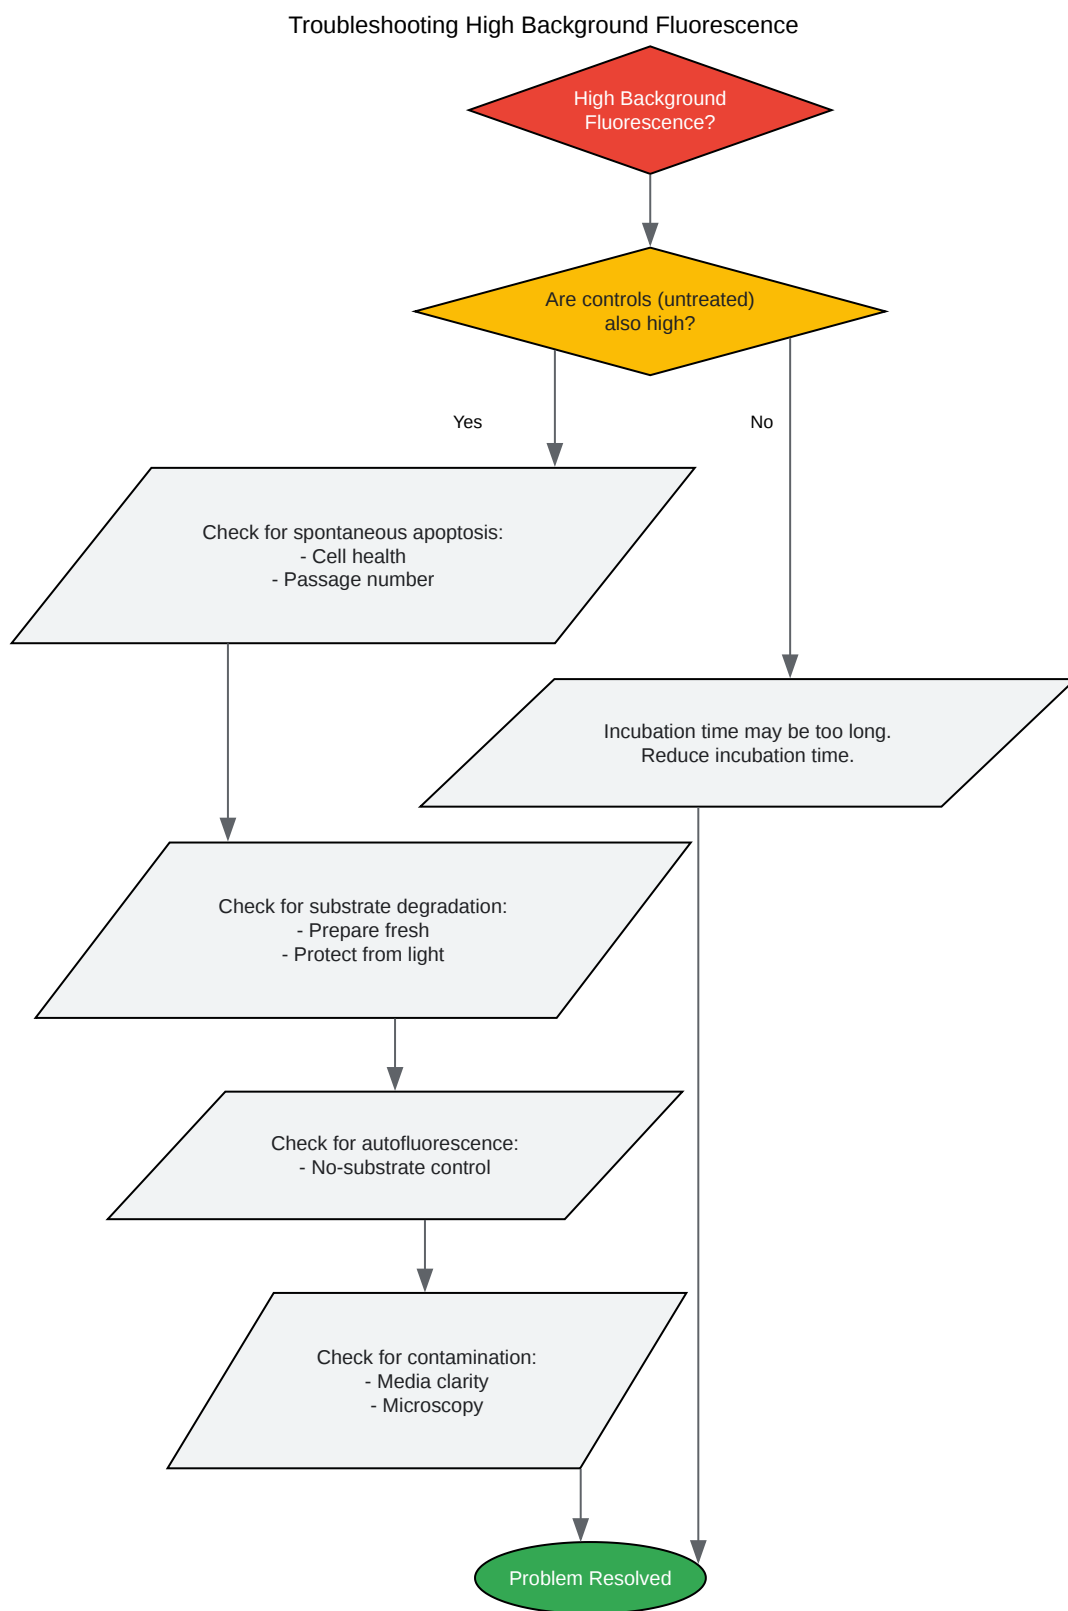 Troubleshooting High Background Fluorescence
High Background
Fluorescence?
Are controls (untreated)
also high?
Yes
No
Check for spontaneous apoptosis:
- Cell health
- Passage number
Incubation time may be too long.
Reduce incubation time.
Check for substrate degradation:
- Prepare fresh
- Protect from light
Check for autofluorescence:
- No-substrate control
Check for contamination:
- Media clarity
- Microscopy
Problem Resolved